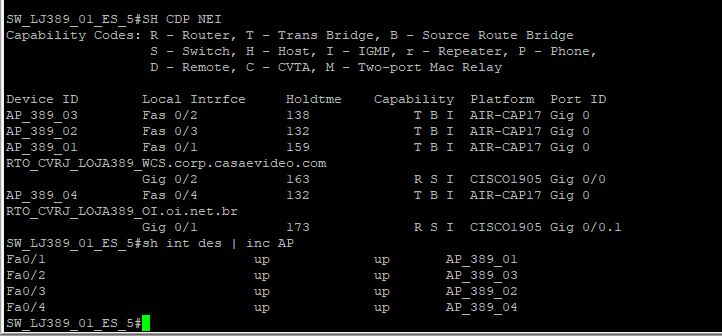 SW_LJ389_01_ES_5#SH CDP NEI
Capability Codes: R - Router, T - Trans Bridge, B - Source Route Bridge
S - Switch, H - Host, I - IGMP, r - Repeater, P - Phone,
D - Remote, C - CVTA, M - Two-port Mac Relay
Device ID Local Intrfce Holdtme Capability Platform Port ID
AP_389_03 Fas 0/2 138 T B I AIR-CAP17 Gig 0
AP_389_02 Fas 0/3 132 T B I AIR-CAP17 Gig 0
AP_389_01 Fas 0/1 159 T B I AIR-CAP17 Gig 0
RTO_CVRJ_LOJA389_WCS.corp.casaevideo.com
Gig 0/2 163 R S I CISCO1905 Gig 0/0
AP_389_04 Fas 0/4 132 T B I AIR-CAP17 Gig 0
RTO_CVRJ_LOJA389_OI.oi.net.br
Gig 0/1 173 R S I CISCO1905 Gig 0/0.1
SW_LJ389_01_ES_5#sh int des | inc AP
Fa0/1 up up AP_389_01
Fa0/2 up up AP_389_03
Fa0/3 up up AP_389_02
Fa0/4 up up AP_389_04
SW_LJ389_01_ES_5#